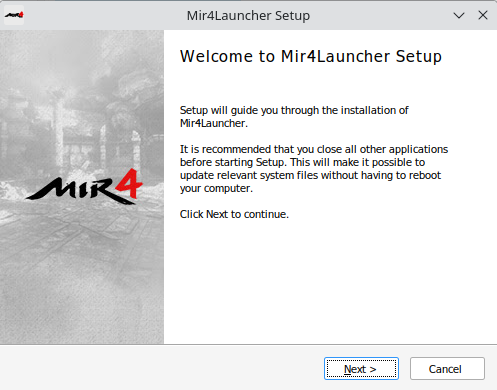 Mir4Launcher Setup
Welcome to Mir4Launcher Setup
Setup will guide you through the installation of
Mir4Launcher.
It is recommended that you close all other applications
before starting Setup. This will make it possible to
update relevant system files without having to reboot
your computer.
MIR4
Click Next to continue.
Next >
Cancel